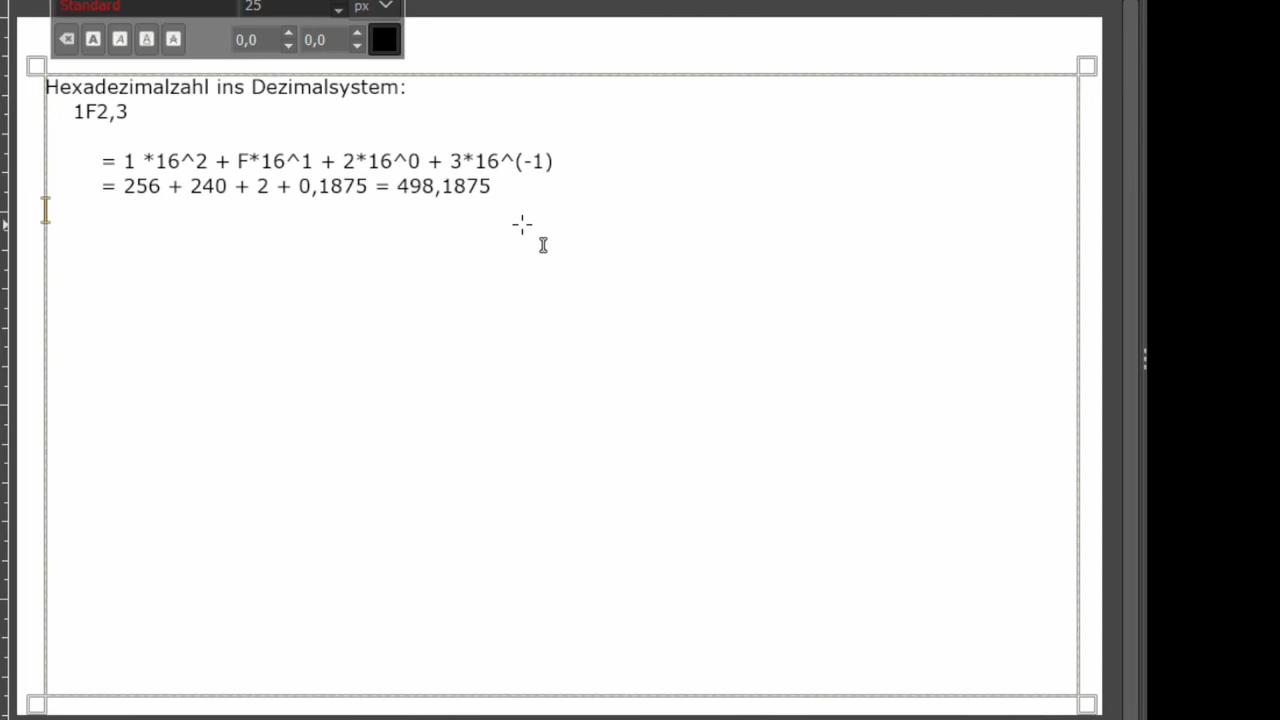 Standard 25 px
0,0 0,0
Hexadezimalzahl ins Dezimalsystem:
1F2,3
= 1 *16^2 + F*16^1 + 2*16^0 + 3*16^(-1)
= 256 + 240 + 2 + 0,1875 = 498,1875